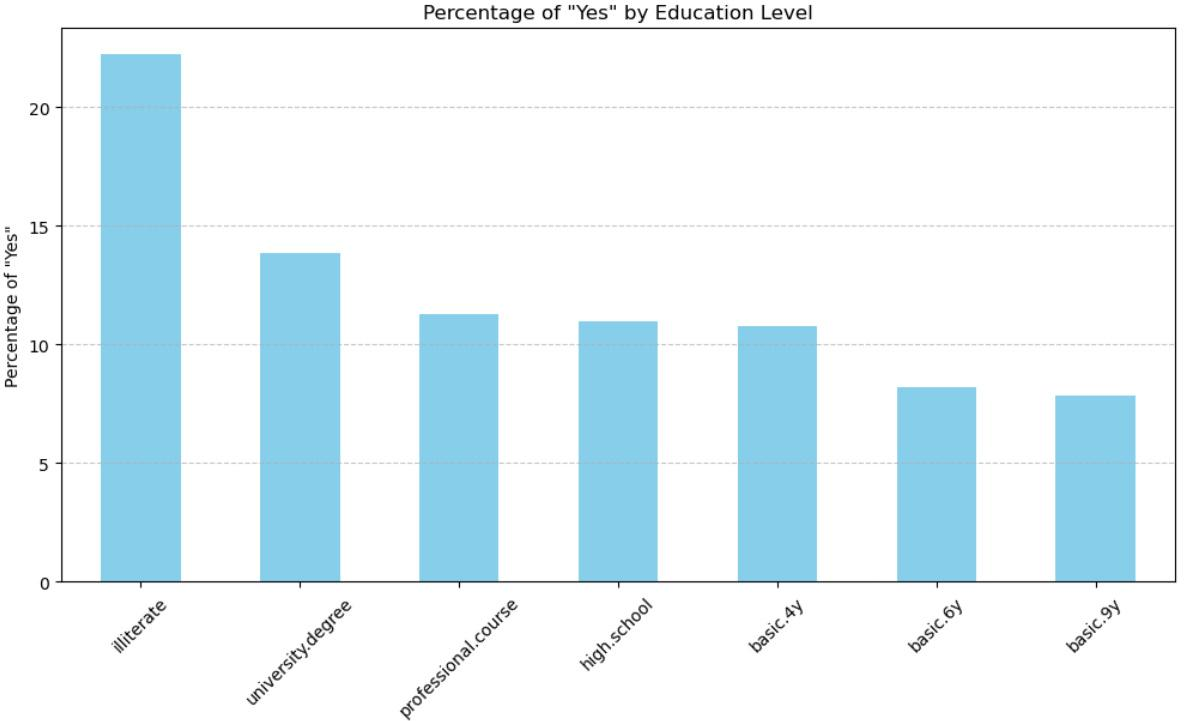 Percentage of "Yes" by Education Level
Percentage of "Yes"
20
15
10
5
0
illiterate
university.degree
professional.course
high.school
basic.4y
basic.6y
basic.9y